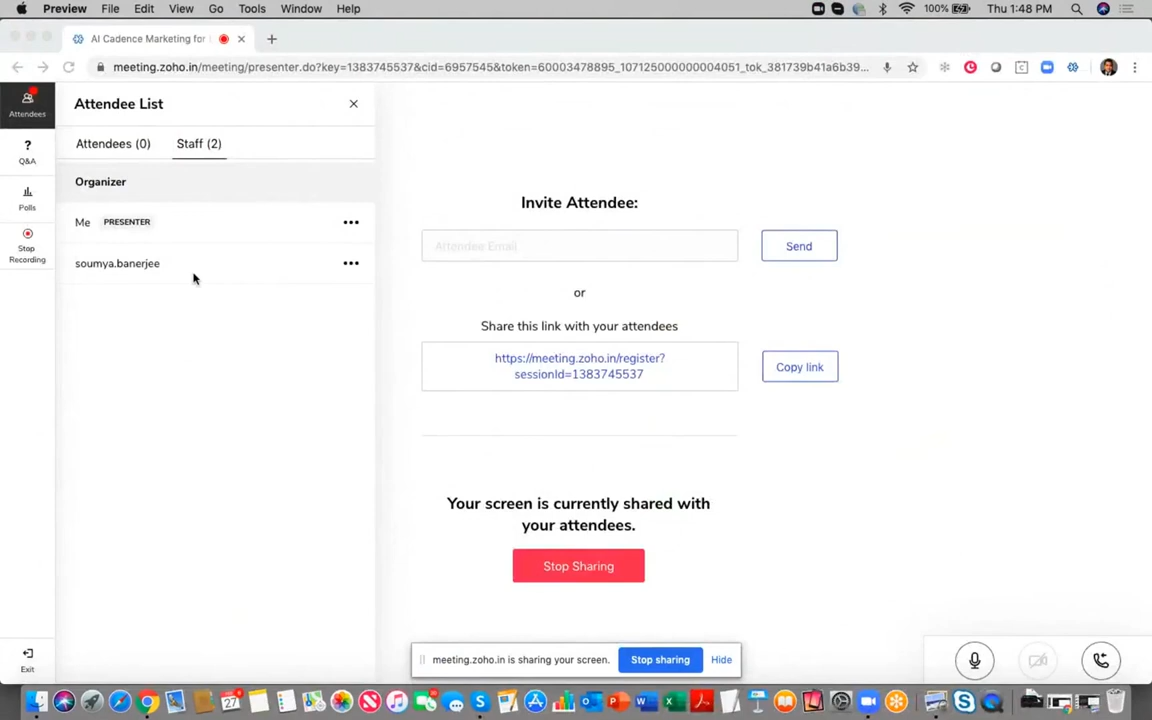 Preview File Edit View Go Tools Window Help 100% Thu 1:48 PM
AI Cadence Marketing for
meeting.zoho.in/meeting/presenter.do?key=1383745537&cid=6957545&token=60003478895_107125000000004051_tok_381739b41a6b39...
Attendees
Q&A
Polls
Stop
Recording
Exit
Attendee List
Attendees (0) Staff (2)
Organizer
Me PRESENTER
soumya.banerjee
Invite Attendee:
Attendee Email Send
or
Share this link with your attendees
https://meeting.zoho.in/register?
sessionId=1383745537
Copy link
Your screen is currently shared with
your attendees.
Stop Sharing
meeting.zoho.in is sharing your screen. Stop sharing Hide